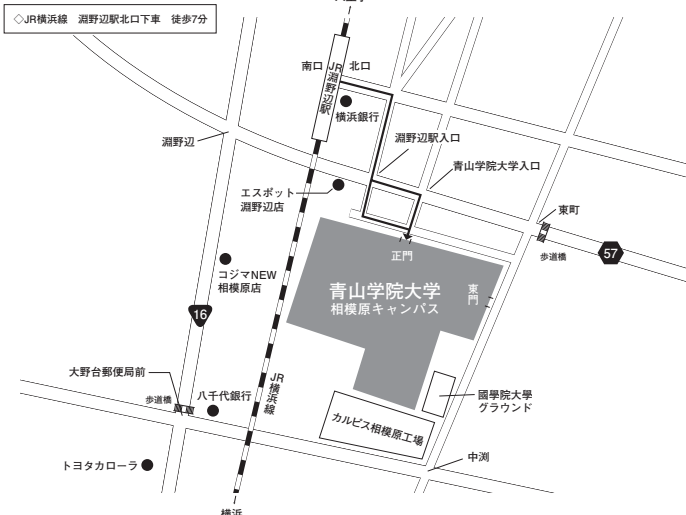 ◇JR横浜線　淵野辺駅北口下車　徒歩7分
南口
JR淵野辺駅
北口
横浜銀行
淵野辺駅入口
淵野辺
青山学院大学入口
エスポット
淵野辺店
東町
歩道橋
57
正門
コジマNEW
相模原店
青山学院大学
相模原キャンパス
東門
16
大野台郵便局前
歩道橋
八千代銀行
JR横浜線
國學院大學
グラウンド
カルピス相模原工場
中渕
トヨタカローラ
横浜